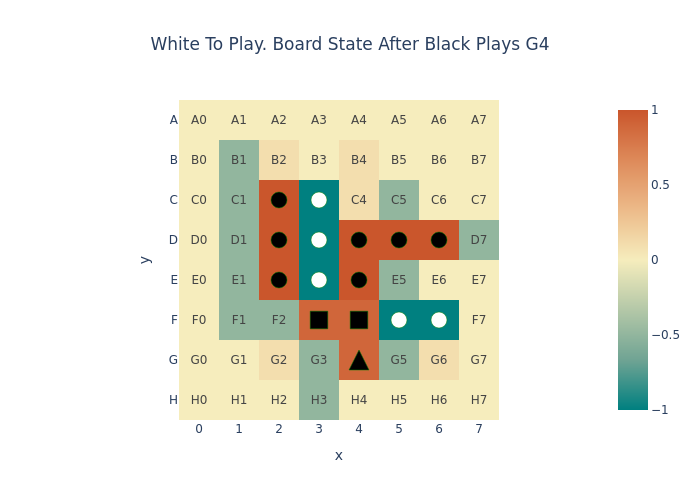 White To Play. Board State After Black Plays G4
A A0 A1 A2 A3 A4 A5 A6 A7 1
B B0 B1 B2 B3 B4 B5 B6 B7
C C0 C1 C4 C5 C6 C7 0.5
D D0 D1 D7
y 0
E E0 E1 E5 E6 E7
F F0 F1 F2 F7 −0.5
G G0 G1 G2 G3 G5 G6 G7
H H0 H1 H2 H3 H4 H5 H6 H7 −1
0 1 2 3 4 5 6 7
x